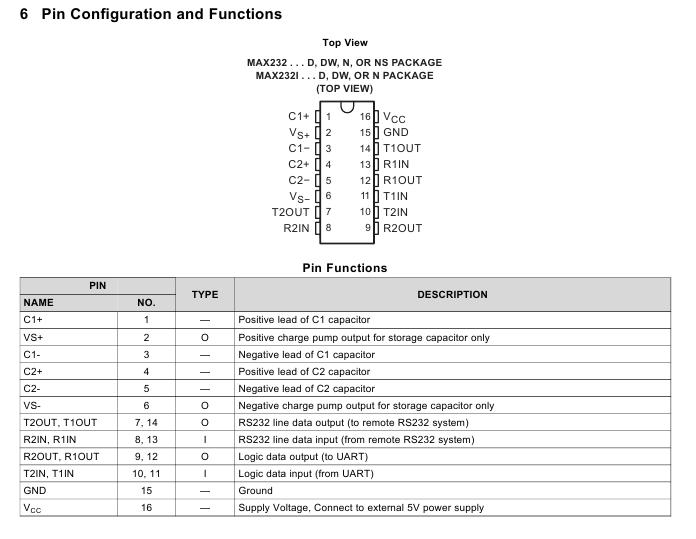 6 Pin Configuration and Functions
Top View
MAX232 . . . D, DW, N, OR NS PACKAGE
MAX232I . . . D, DW, OR N PACKAGE
(TOP VIEW)
C1+ 1 16 VCC
VS+ 2 15 GND
C1− 3 14 T1OUT
C2+ 4 13 R1IN
C2− 5 12 R1OUT
VS− 6 11 T1IN
T2OUT 7 10 T2IN
R2IN 8 9 R2OUT
Pin Functions
PIN
TYPE DESCRIPTION
NAME NO.
C1+ 1 — Positive lead of C1 capacitor
VS+ 2 O Positive charge pump output for storage capacitor only
C1- 3 — Negative lead of C1 capacitor
C2+ 4 — Positive lead of C2 capacitor
C2- 5 — Negative lead of C2 capacitor
VS- 6 O Negative charge pump output for storage capacitor only
T2OUT, T1OUT 7, 14 O RS232 line data output (to remote RS232 system)
R2IN, R1IN 8, 13 I RS232 line data input (from remote RS232 system)
R2OUT, R1OUT 9, 12 O Logic data output (to UART)
T2IN, T1IN 10, 11 I Logic data input (from UART)
GND 15 — Ground
VCC 16 — Supply Voltage, Connect to external 5V power supply